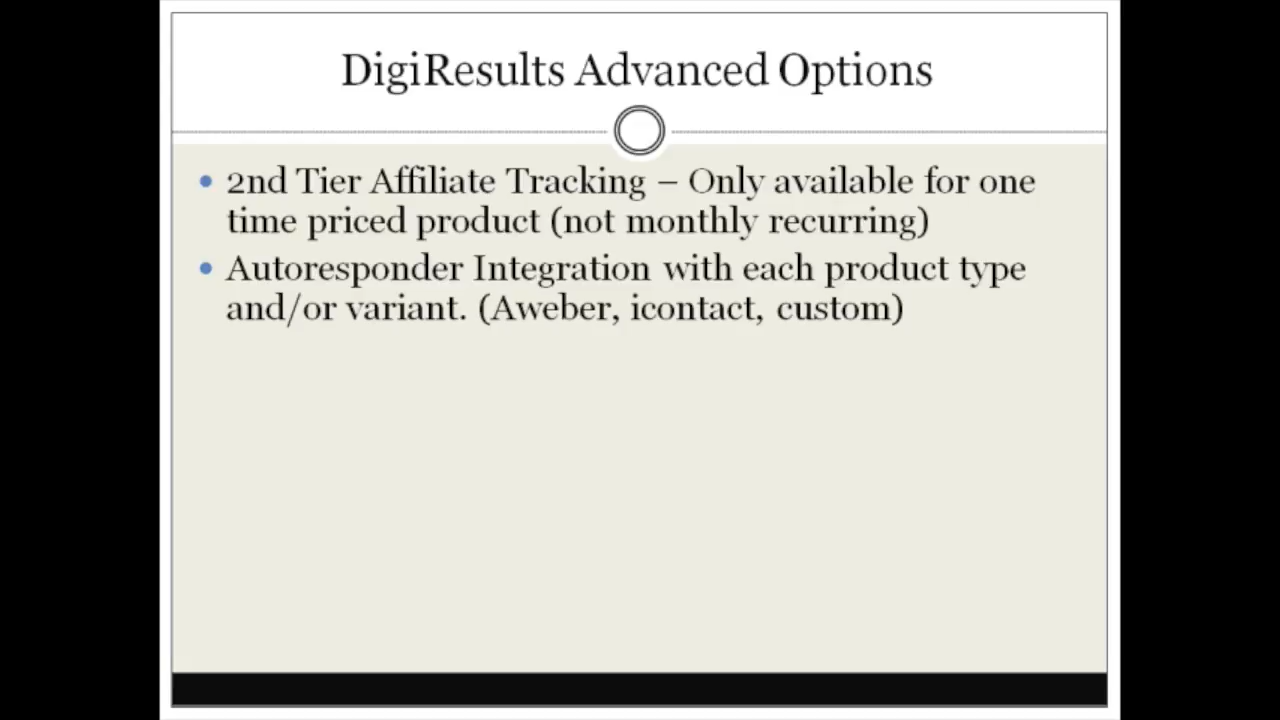 DigiResults Advanced Options
• 2nd Tier Affiliate Tracking – Only available for one
time priced product (not monthly recurring)
• Autoresponder Integration with each product type
and/or variant. (Aweber, icontact, custom)